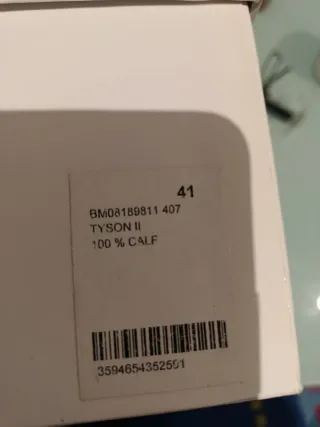 41
BM08189811 407
TYSON II
100 % CALF
3594654352501